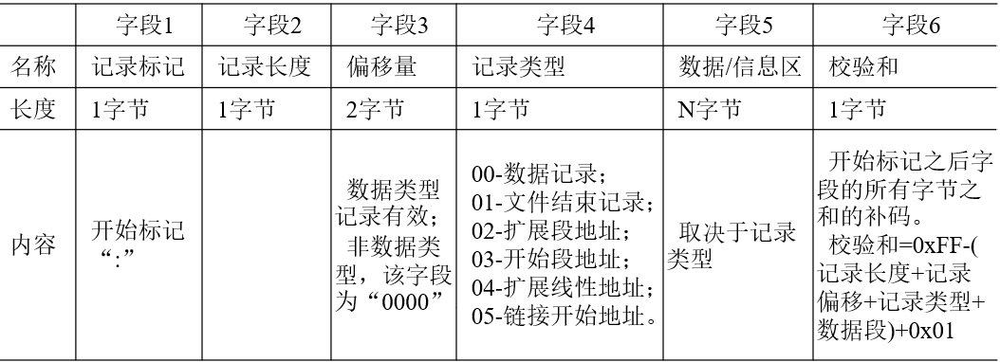 字段1 字段2 字段3 字段4 字段5 字段6
名称 记录标记 记录长度 偏移量 记录类型 数据/信息区 校验和
长度 1字节 1字节 2字节 1字节 N字节 1字节
内容
开始标记
“:”
数据类型
记录有效；
非数据类
型，该字段
为“0000”
00-数据记录；
01-文件结束记录；
02-扩展段地址；
03-开始段地址；
04-扩展线性地址；
05-链接开始地址。
取决于记录
类型
开始标记之后字
段的所有字节之
和的补码。
校验和=0xFF-(
记录长度+记录
偏移+记录类型+
数据段)+0x01